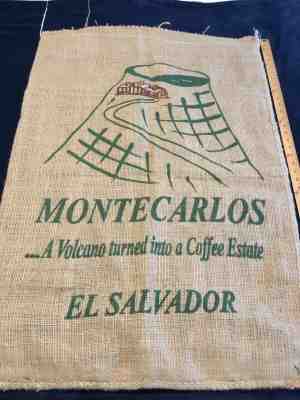 MONTECARLOS
....A Volcano turned into a Coffee Estate
EL SALVADOR